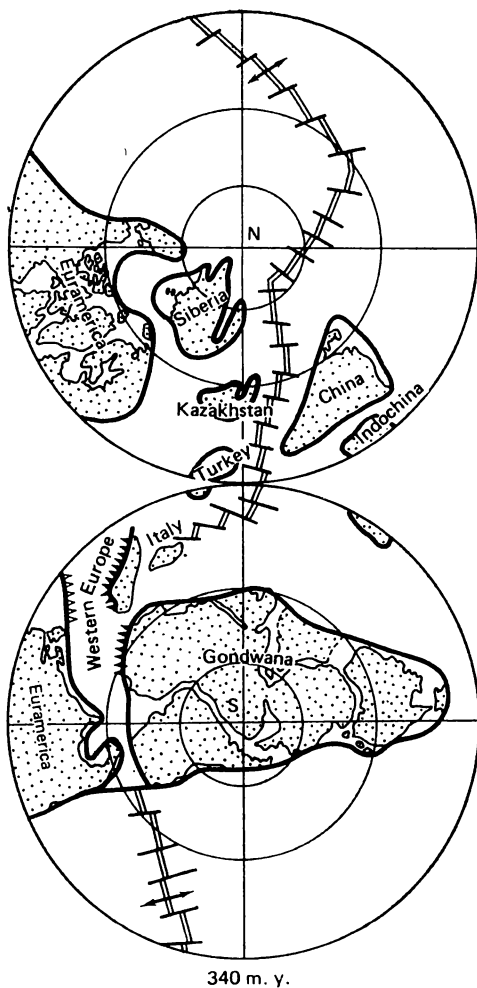 N
Euramerica
Siberia
Kazakhstan
China
Indochina
Turkey
Italy
Western Europe
Gondwana
S
Euramerica
340 m. y.